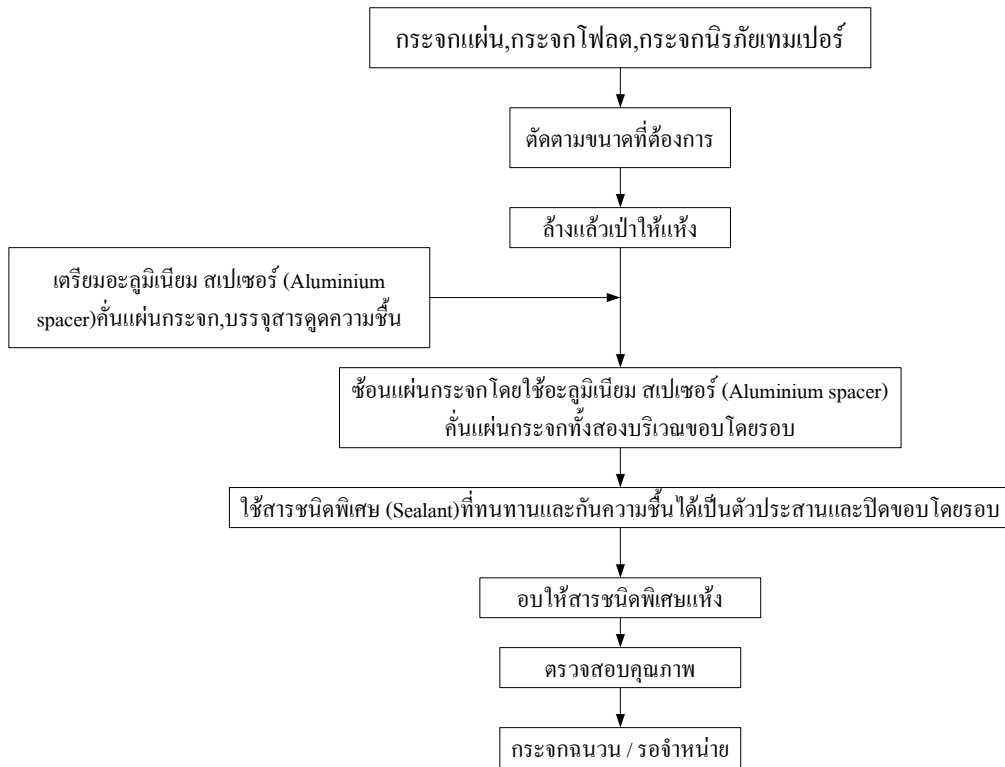 กระจกแผ่น,กระจกโฟลต,กระจกนิรภัยเทมเปอร์
ตัดตามขนาดที่ต้องการ
ล้างแล้วเป่าให้แห้ง
เตรียมอะลูมิเนียม สเปเซอร์ (Aluminium
spacer)คั่นแผ่นกระจก,บรรจุสารดูดความชื้น
ซ้อนแผ่นกระจกโดยใช้อะลูมิเนียม สเปเซอร์ (Aluminium spacer)
คั่นแผ่นกระจกทั้งสองบริเวณขอบโดยรอบ
ใช้สารชนิดพิเศษ (Sealant)ที่ทนทานและกันความชื้นได้เป็นตัวประสานและปิดขอบโดยรอบ
อบให้สารชนิดพิเศษแห้ง
ตรวจสอบคุณภาพ
กระจกฉนวน / รอจำหน่าย